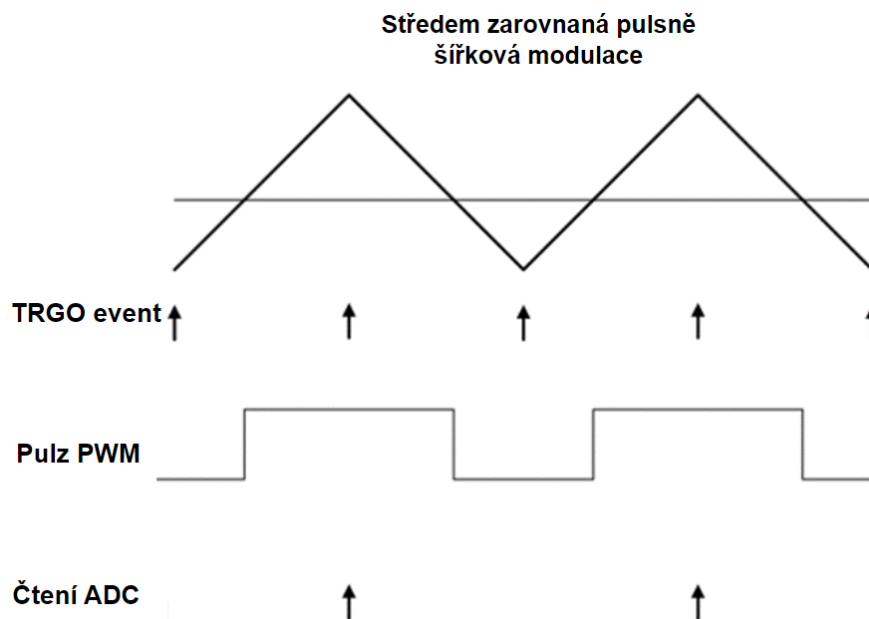 Středem zarovnaná pulsně
šířková modulace
TRGO event
Pulz PWM
Čtení ADC